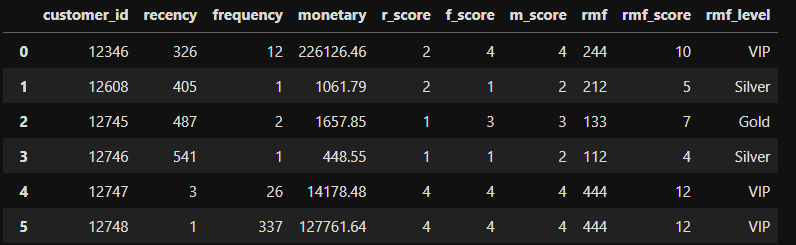 customer_id recency frequency monetary r_score f_score m_score rmf rmf_score rmf_level
0 12346 326 12 226126.46 2 4 4 244 10 VIP
1 12608 405 1 1061.79 2 1 2 212 5 Silver
2 12745 487 2 1657.85 1 3 3 133 7 Gold
3 12746 541 1 448.55 1 1 2 112 4 Silver
4 12747 3 26 14178.48 4 4 4 444 12 VIP
5 12748 1 337 127761.64 4 4 4 444 12 VIP